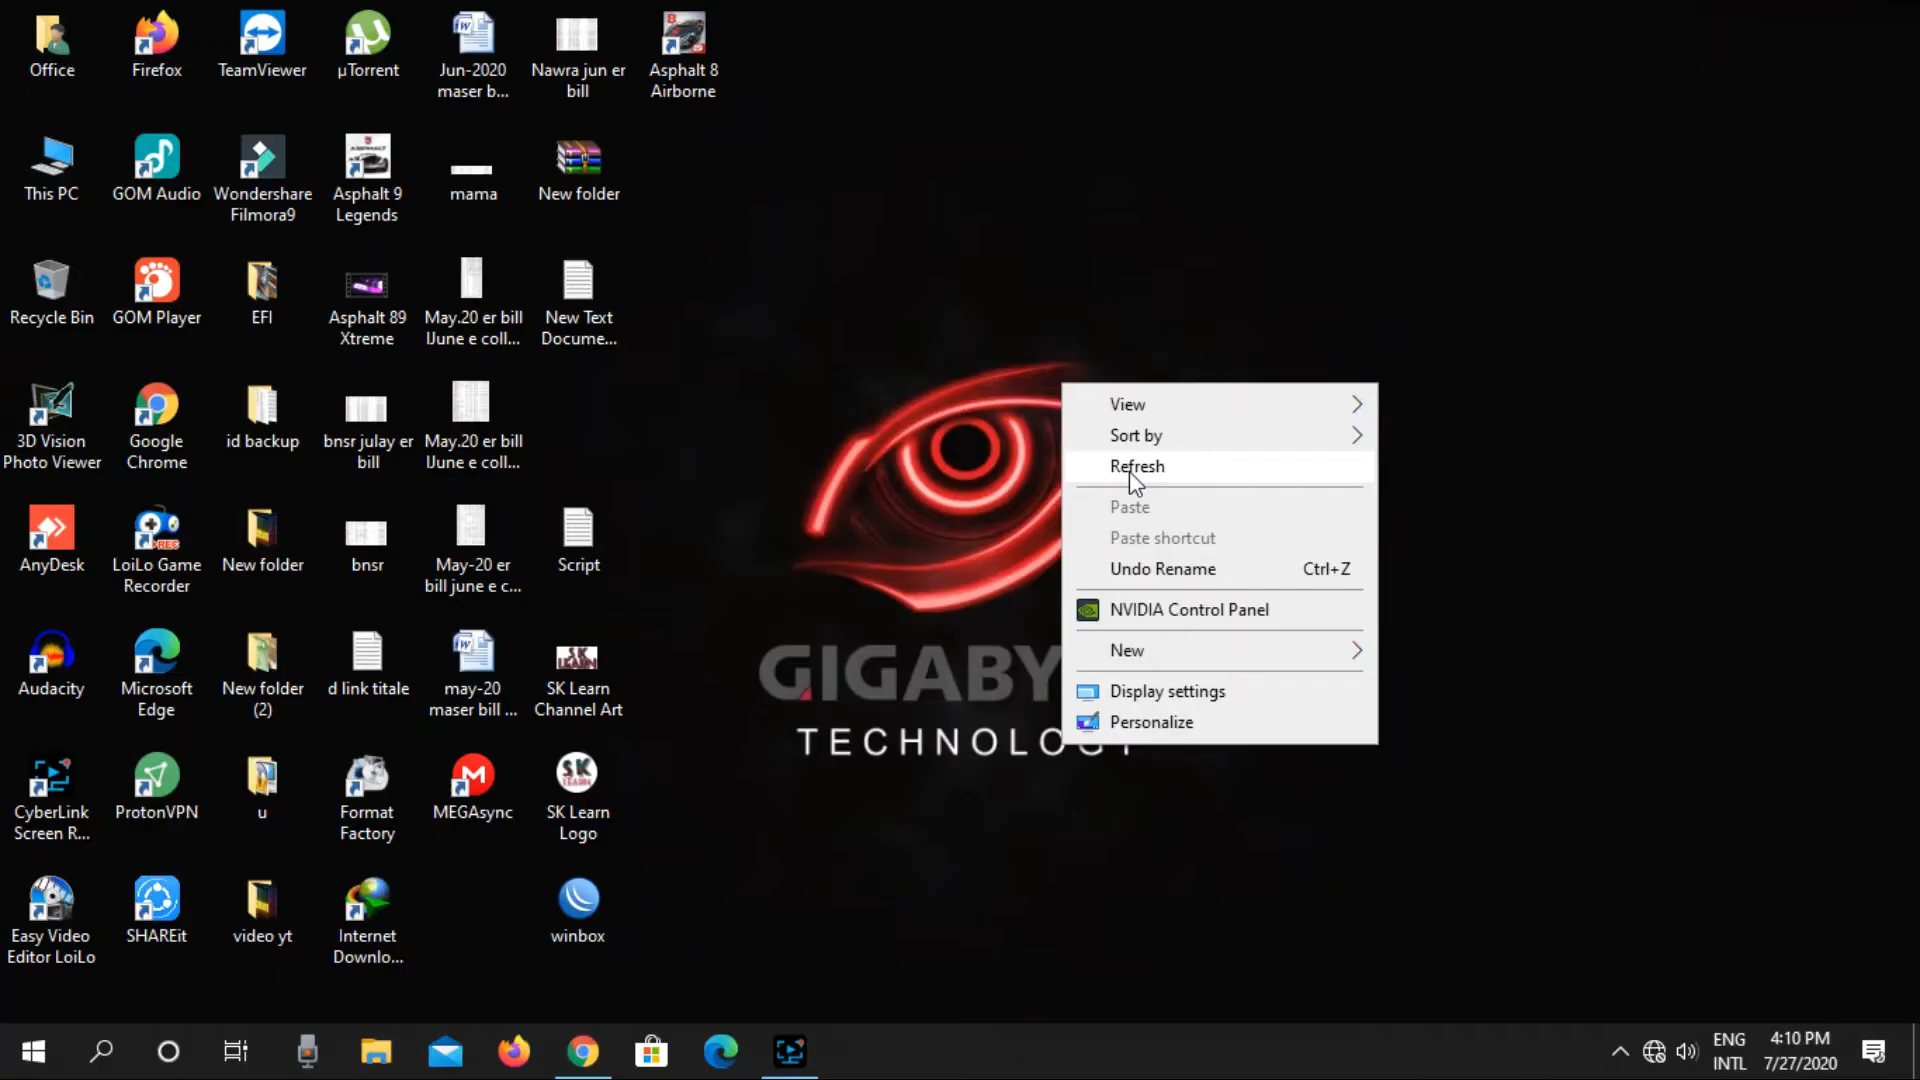 Office
Firefox
TeamViewer
µTorrent
Jun-2020
maser b...
Nawra jun er
bill
Asphalt 8
Airborne
This PC
GOM Audio
Wondershare
Filmora9
Asphalt 9
Legends
mama
New folder
Recycle Bin
GOM Player
EFI
Asphalt 89
Xtreme
May.20 er bill
IJune e coll...
New Text
Docume...
3D Vision
Photo Viewer
Google
Chrome
id backup
bnsr julay er
bill
May.20 er bill
IJune e coll...
AnyDesk
LoiLo Game
Recorder
New folder
bnsr
May-20 er
bill june e c...
Script
Audacity
Microsoft
Edge
New folder
(2)
d link titale
may-20
maser bill ...
SK Learn
Channel Art
CyberLink
Screen R...
ProtonVPN
u
Format
Factory
MEGAsync
SK Learn
Logo
Easy Video
Editor LoiLo
SHAREit
video yt
Internet
Downlo...
winbox
View
Sort by
Refresh
Paste
Paste shortcut
Undo Rename Ctrl+Z
NVIDIA Control Panel
New
Display settings
Personalize
GIGABY
TECHNOLOGY
ENG
INTL
4:10 PM
7/27/2020